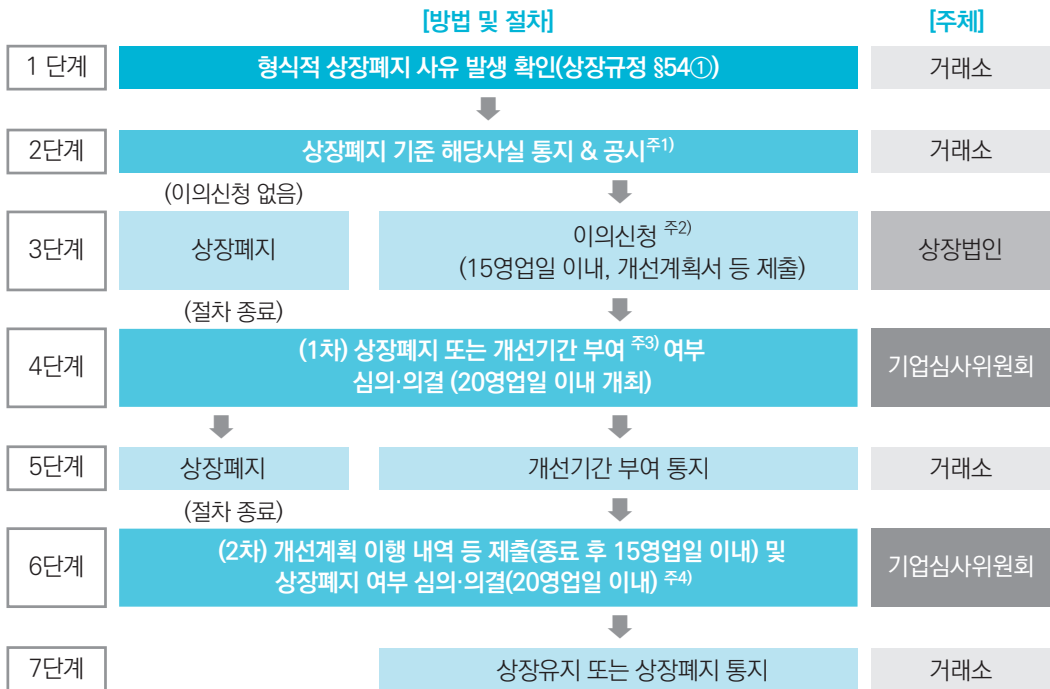 [방법 및 절차] [주체]
1 단계 형식적 상장폐지 사유 발생 확인(상장규정 §54①) 거래소
2단계 상장폐지 기준 해당사실 통지 & 공시주1) 거래소
(이의신청 없음)
3단계 상장폐지 이의신청 주2) 상장법인
(15영업일 이내, 개선계획서 등 제출)
(절차 종료)
4단계 (1차) 상장폐지 또는 개선기간 부여 주3) 여부 기업심사위원회
심의·의결 (20영업일 이내 개최)
5단계 상장폐지 개선기간 부여 통지 거래소
(절차 종료)
6단계 (2차) 개선계획 이행 내역 등 제출(종료 후 15영업일 이내) 및 기업심사위원회
상장폐지 여부 심의·의결(20영업일 이내) 주4)
7단계 상장유지 또는 상장폐지 통지 거래소